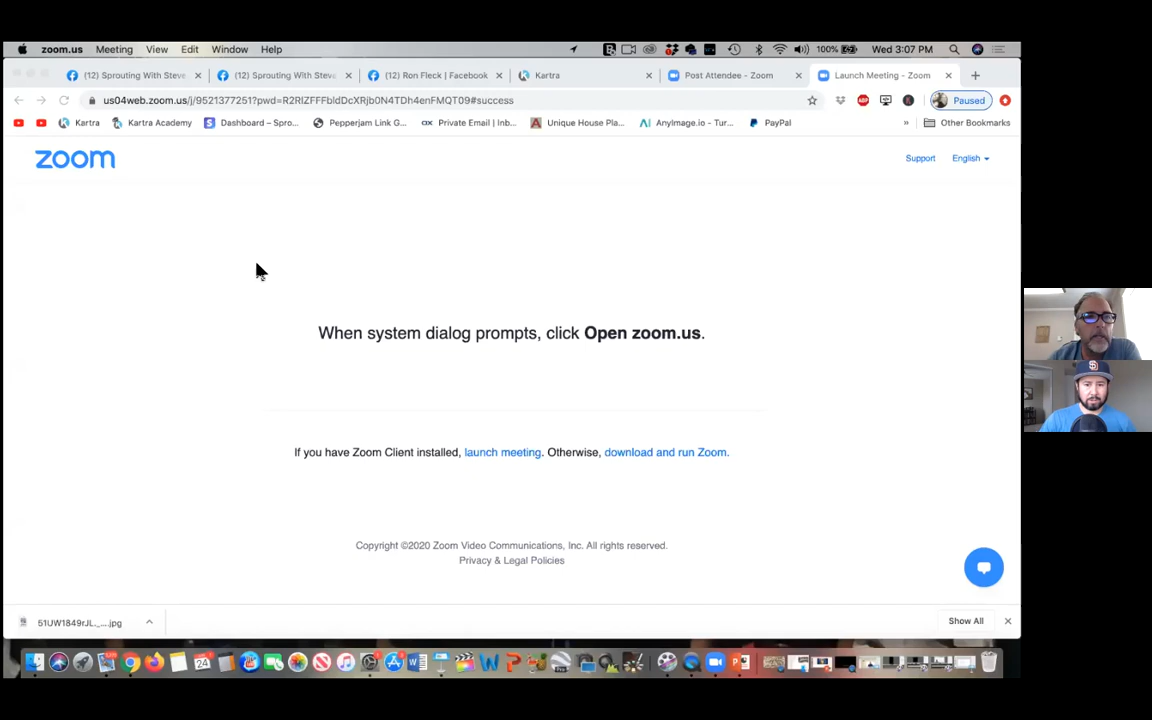 zoom.us Meeting View Edit Window Help 100% Wed 3:07 PM
(12) Sprouting With Steve (12) Sprouting With Steve (12) Ron Fleck | Facebook Kartra Post Attendee - Zoom Launch Meeting - Zoom
us04web.zoom.us/j/9521377251?pwd=R2RIZFFFbldDcXRjb0N4TDh4enFMQT09#success Paused
Kartra Kartra Academy Dashboard – Spro... Pepperjam Link G... Private Email | Inb... Unique House Pla... AnyImage.io - Tur... PayPal » Other Bookmarks
zoom
Support English
When system dialog prompts, click Open zoom.us.
If you have Zoom Client installed, launch meeting. Otherwise, download and run Zoom.
Copyright ©2020 Zoom Video Communications, Inc. All rights reserved.
Privacy & Legal Policies
51UW1849rJL._....jpg Show All
24